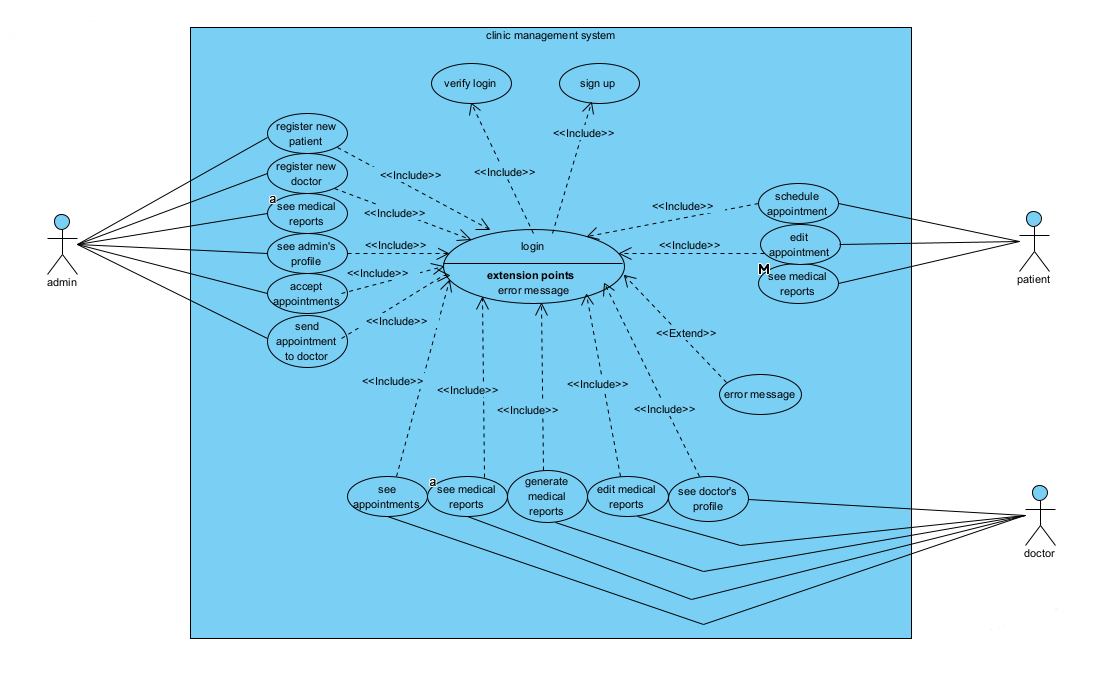 clinic management system
verify login
sign up
<<Include>>
<<Include>>
register new
patient
<<Include>>
register new
doctor
<<Include>>
a
see medical
reports
see admin's
profile
<<Include>>
accept
appointments
<<Include>>
send
appointment
to doctor
<<Include>>
admin
login
extension points
error message
schedule
appointment
<<Include>>
edit
appointment
<<Include>>
M
see medical
reports
patient
<<Extend>>
error message
<<Include>>
<<Include>>
<<Include>>
<<Include>>
<<Include>>
see
appointments
a
see medical
reports
generate
medical
reports
edit medical
reports
see doctor's
profile
doctor